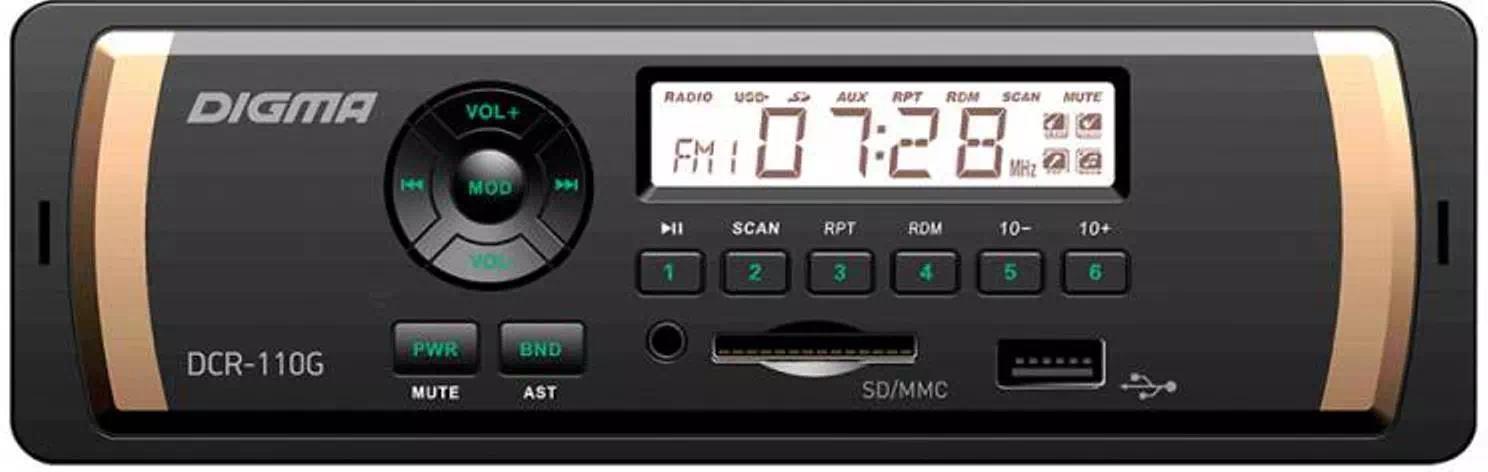 DIGMA
VOL+
MOD
VOL-
RADIO USB SD AUX RPT RDM SCAN MUTE
FM1 07:28 MHz
SCAN RPT RDM 10- 10+
1 2 3 4 5 6
PWR BND
MUTE AST
DCR-110G
SD/MMC